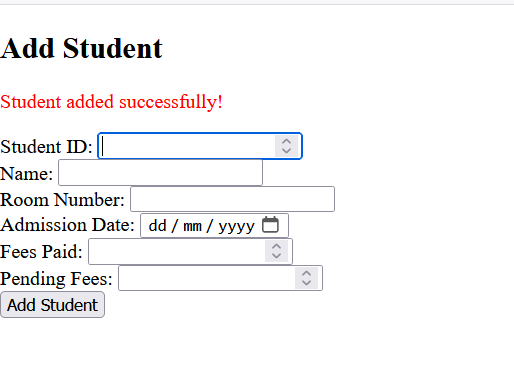 Add Student
Student added successfully!
Student ID:
Name:
Room Number:
Admission Date: dd / mm / yyyy
Fees Paid:
Pending Fees:
Add Student